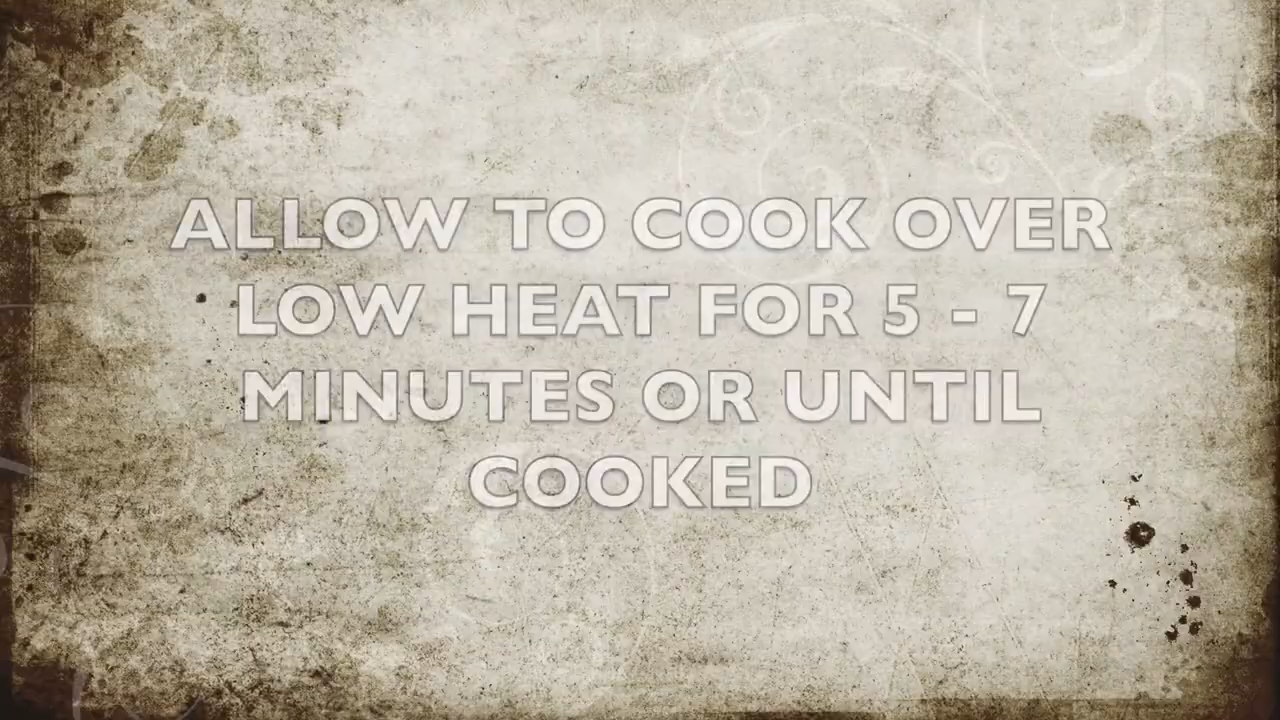 ALLOW TO COOK OVER
LOW HEAT FOR 5 - 7
MINUTES OR UNTIL
COOKED